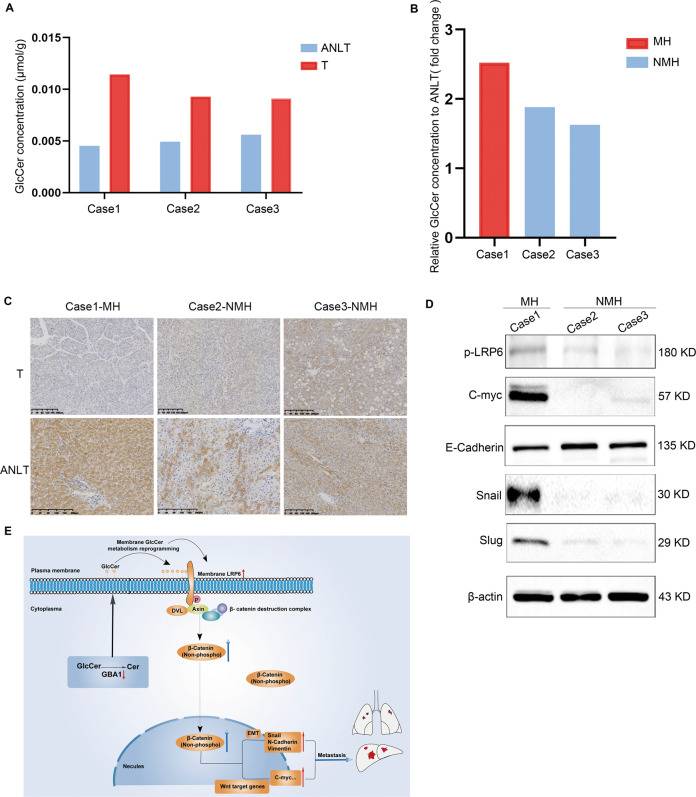 A
GlcCer concentration (μmol/g)
0.015
0.010
0.005
0.000
Case1
Case2
Case3
ANLT
T
B
Relative GlcCer concentration to ANLT( fold change )
3
2
1
0
Case1
Case2
Case3
MH
NMH
C
Case1-MH
Case2-NMH
Case3-NMH
T
ANLT
D
MH
NMH
Case1
Case2
Case3
p-LRP6
180 KD
C-myc
57 KD
E-Cadherin
135 KD
Snail
30 KD
Slug
29 KD
β-actin
43 KD
E
Membrane GlcCer
metabolism reprogramming
Plasma membrane
GlcCer
Membrane LRP6
Cytoplasma
P
DVL
Axin
β- catenin destruction complex
β-Catenin
(Non-phospho)
GlcCer
Cer
GBA1
β-Catenin
(Non-phospho)
β-Catenin
(Non-phospho)
EMT
Snail
N-Cadherin
Vimentin
Metastasis
C-myc...
Wnt target genes
Necules